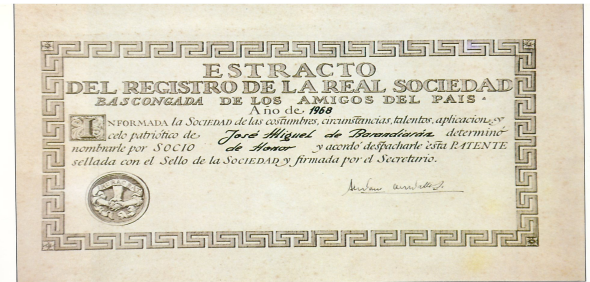 ESTRACTO
DEL REGISTRO DE LA REAL SOCIEDAD
BASCONGADA DE LOS AMIGOS DEL PAIS.
Año de 1968
INFORMADA la SOCIEDAD de las costumbres, circunstancias, talentos, aplicacion, y
celo patriótico de José Miguel de Barandiarán determinó
nombrarle por SOCIO de Honor y acordó despacharle esta PATENTE
sellada con el Sello de la SOCIEDAD y firmada por el Secretario.